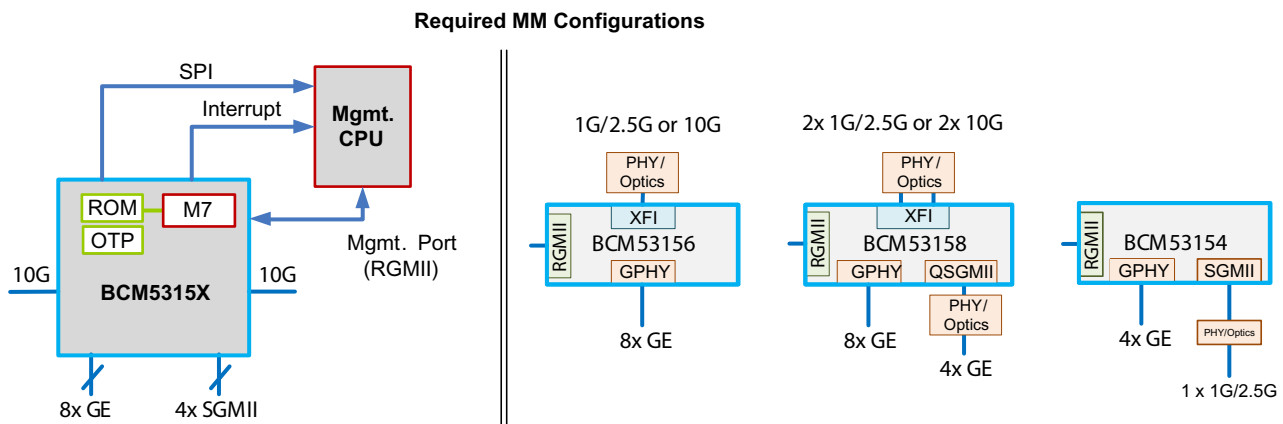 Required MM Configurations
SPI
Interrupt
Mgmt.
CPU
ROM
M7
OTP
Mgmt. Port
(RGMII)
10G
10G
BCM5315X
8x GE
4x SGMII
1G/2.5G or 10G
PHY/
Optics
XFI
RGMII
BCM53156
GPHY
8x GE
2x 1G/2.5G or 2x 10G
PHY/
Optics
XFI
RGMII
BCM53158
GPHY
QSGMII
PHY/
Optics
8x GE
4x GE
RGMII
BCM53154
GPHY
SGMII
4x GE
PHY/Optics
1 x 1G/2.5G